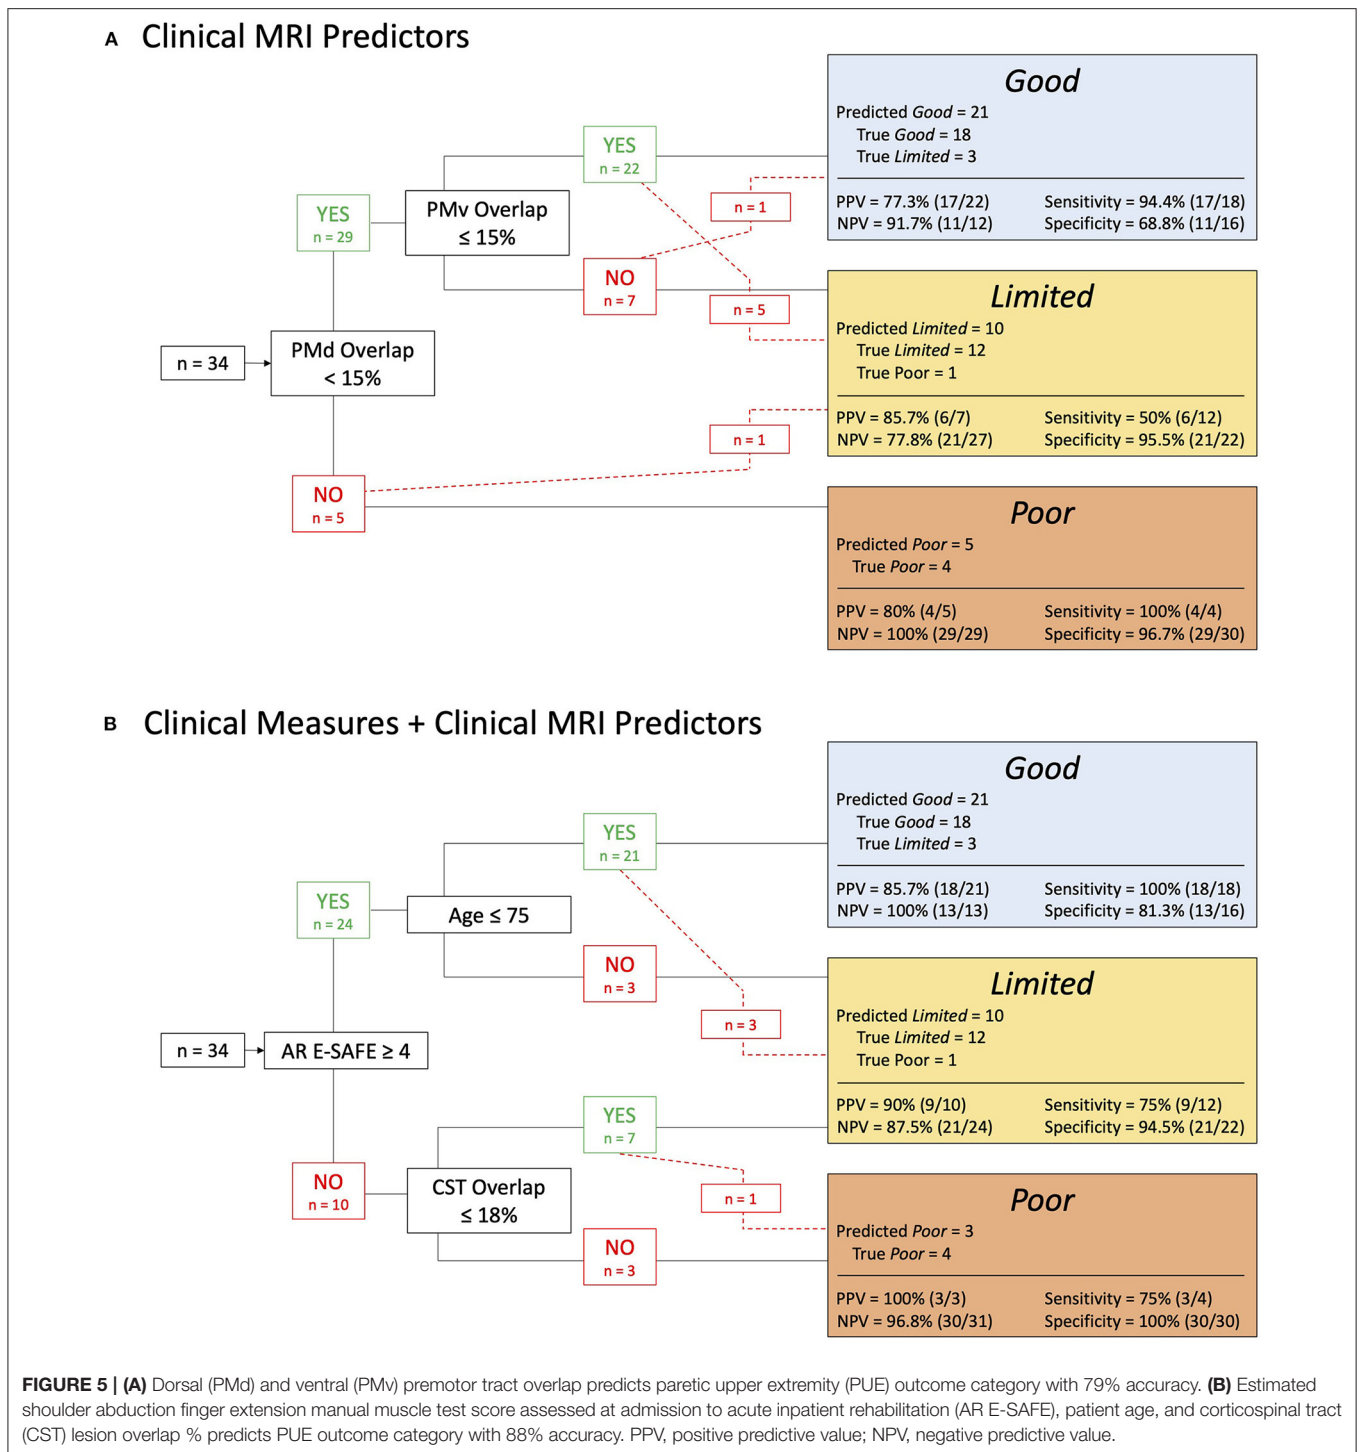 A Clinical MRI Predictors
n = 34
PMd Overlap
< 15%
YES
n = 29
NO
n = 5
PMv Overlap
≤ 15%
YES
n = 22
NO
n = 7
n = 1
n = 5
n = 1
Good
Predicted Good = 21
True Good = 18
True Limited = 3
PPV = 77.3% (17/22) Sensitivity = 94.4% (17/18)
NPV = 91.7% (11/12) Specificity = 68.8% (11/16)
Limited
Predicted Limited = 10
True Limited = 12
True Poor = 1
PPV = 85.7% (6/7) Sensitivity = 50% (6/12)
NPV = 77.8% (21/27) Specificity = 95.5% (21/22)
Poor
Predicted Poor = 5
True Poor = 4
PPV = 80% (4/5) Sensitivity = 100% (4/4)
NPV = 100% (29/29) Specificity = 96.7% (29/30)
B Clinical Measures + Clinical MRI Predictors
n = 34
AR E-SAFE ≥ 4
YES
n = 24
NO
n = 10
Age ≤ 75
YES
n = 21
NO
n = 3
n = 3
CST Overlap
≤ 18%
YES
n = 7
NO
n = 3
n = 1
Good
Predicted Good = 21
True Good = 18
True Limited = 3
PPV = 85.7% (18/21) Sensitivity = 100% (18/18)
NPV = 100% (13/13) Specificity = 81.3% (13/16)
Limited
Predicted Limited = 10
True Limited = 12
True Poor = 1
PPV = 90% (9/10) Sensitivity = 75% (9/12)
NPV = 87.5% (21/24) Specificity = 94.5% (21/22)
Poor
Predicted Poor = 3
True Poor = 4
PPV = 100% (3/3) Sensitivity = 75% (3/4)
NPV = 96.8% (30/31) Specificity = 100% (30/30)
FIGURE 5 | (A) Dorsal (PMd) and ventral (PMv) premotor tract overlap predicts paretic upper extremity (PUE) outcome category with 79% accuracy. (B) Estimated
shoulder abduction finger extension manual muscle test score assessed at admission to acute inpatient rehabilitation (AR E-SAFE), patient age, and corticospinal tract
(CST) lesion overlap % predicts PUE outcome category with 88% accuracy. PPV, positive predictive value; NPV, negative predictive value.